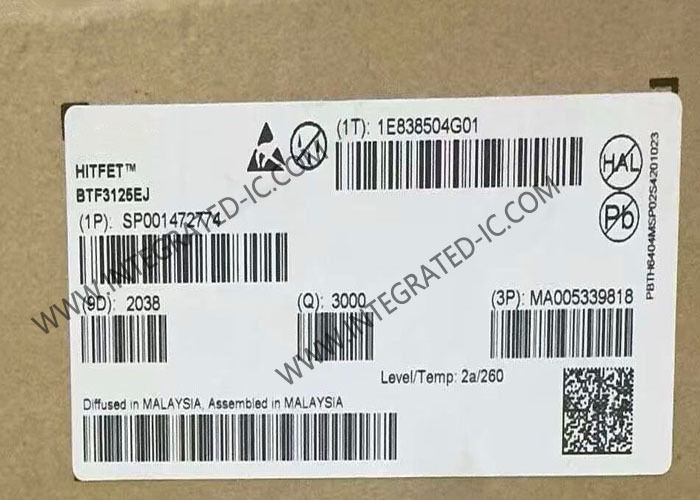 (1T): 1E838504G01
HITFET™
BTF3125EJ
(1P): SP001472774
HAL
Pb
PBTH6404MSP02S4201023
(9D): 2038
(Q): 3000
(3P): MA005339818
Level/Temp: 2a/260
Diffused in MALAYSIA, Assembled in MALAYSIA
WWW.INTEGRATED-IC.COM
WWW.INTEGRATED-IC.COM